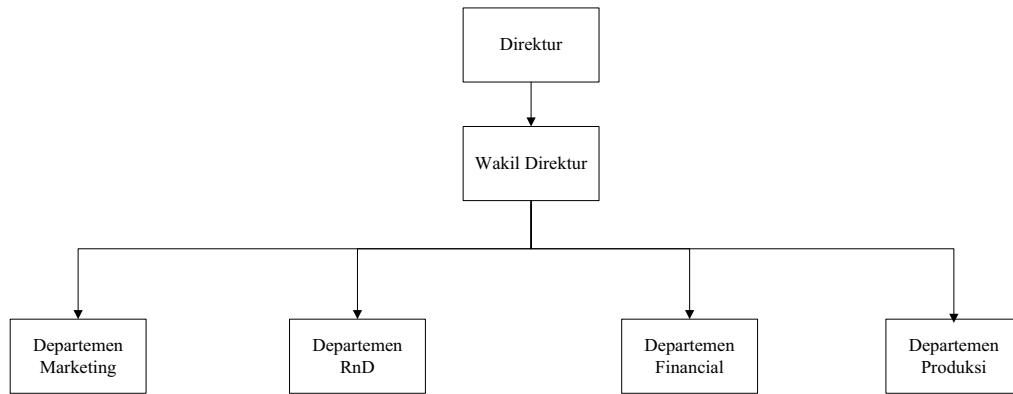 Direktur
Wakil Direktur
Departemen
Marketing
Departemen
RnD
Departemen
Financial
Departemen
Produksi